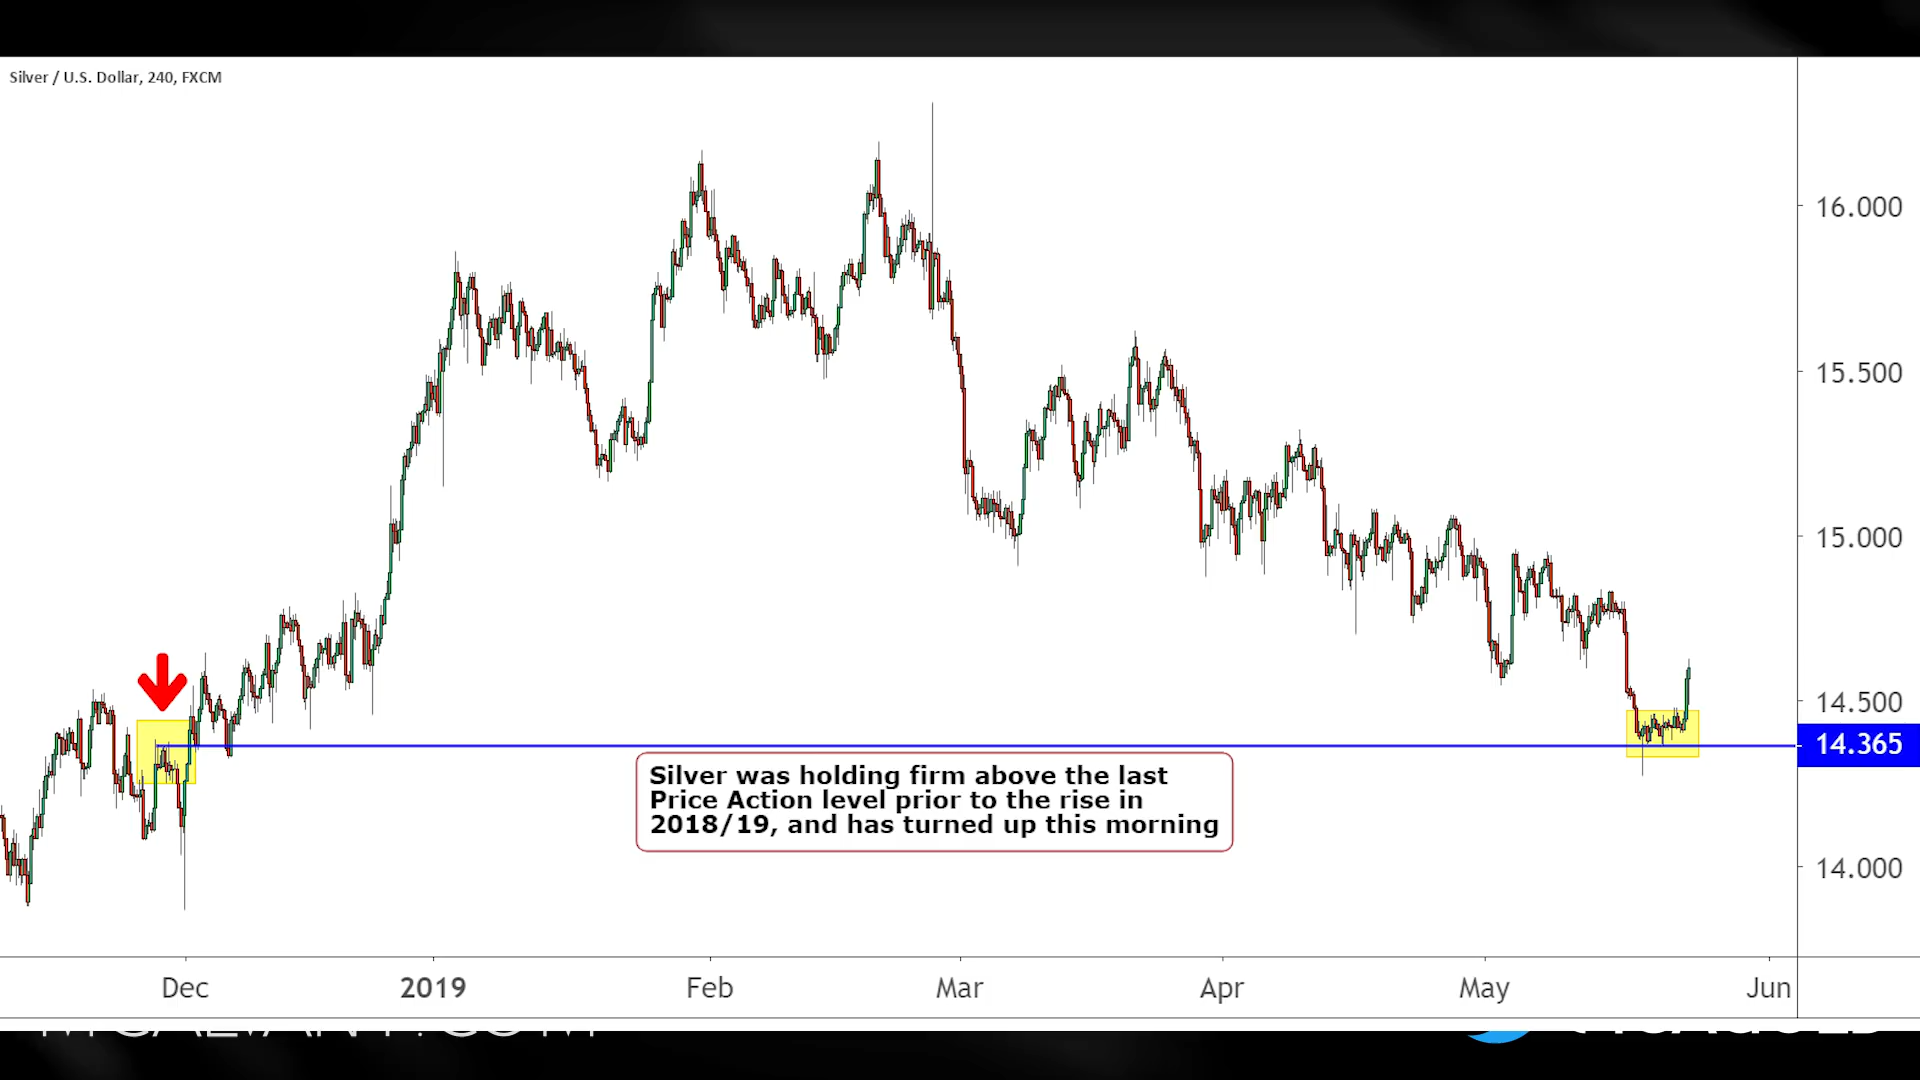 Silver / U.S. Dollar, 240, FXCM
16.000
15.500
15.000
14.500
14.365
14.000
Silver was holding firm above the last
Price Action level prior to the rise in
2018/19, and has turned up this morning
Dec 2019 Feb Mar Apr May Jun